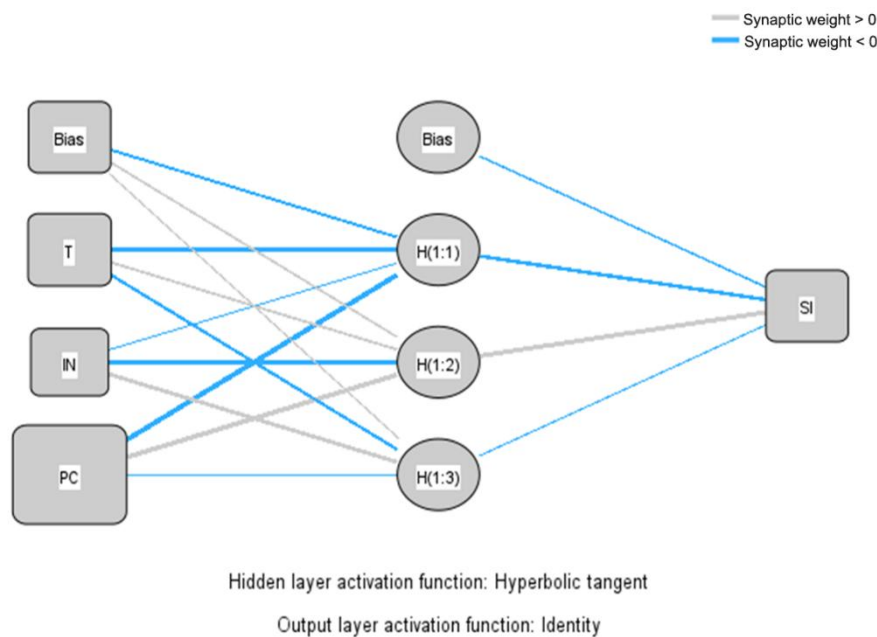 Synaptic weight > 0
Synaptic weight < 0
Bias
Bias
T
H(1:1)
SI
IN
H(1:2)
PC
H(1:3)
Hidden layer activation function: Hyperbolic tangent
Output layer activation function: Identity